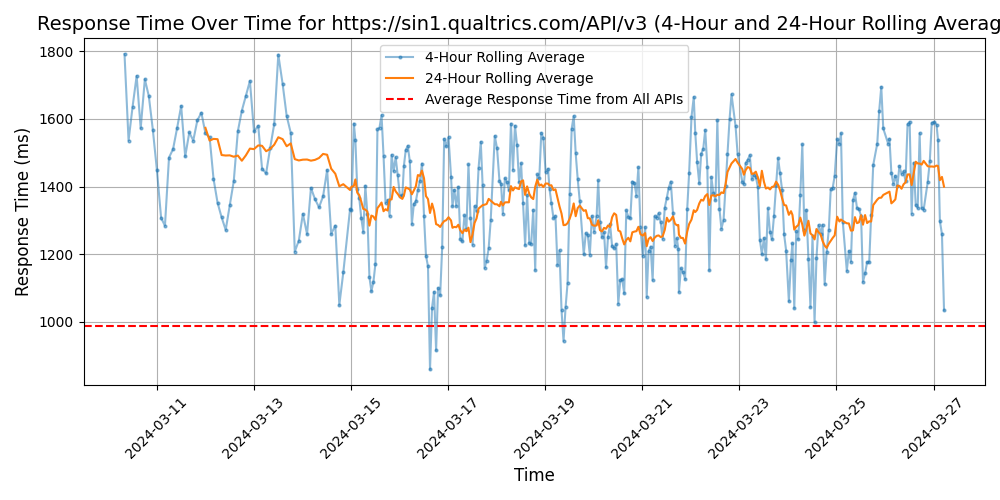 Response Time Over Time for https://sin1.qualtrics.com/API/v3 (4-Hour and 24-Hour Rolling Averag
4-Hour Rolling Average
24-Hour Rolling Average
Average Response Time from All APIs
Response Time (ms)
1800
1600
1400
1200
1000
2024-03-11
2024-03-13
2024-03-15
2024-03-17
2024-03-19
2024-03-21
2024-03-23
2024-03-25
2024-03-27
Time